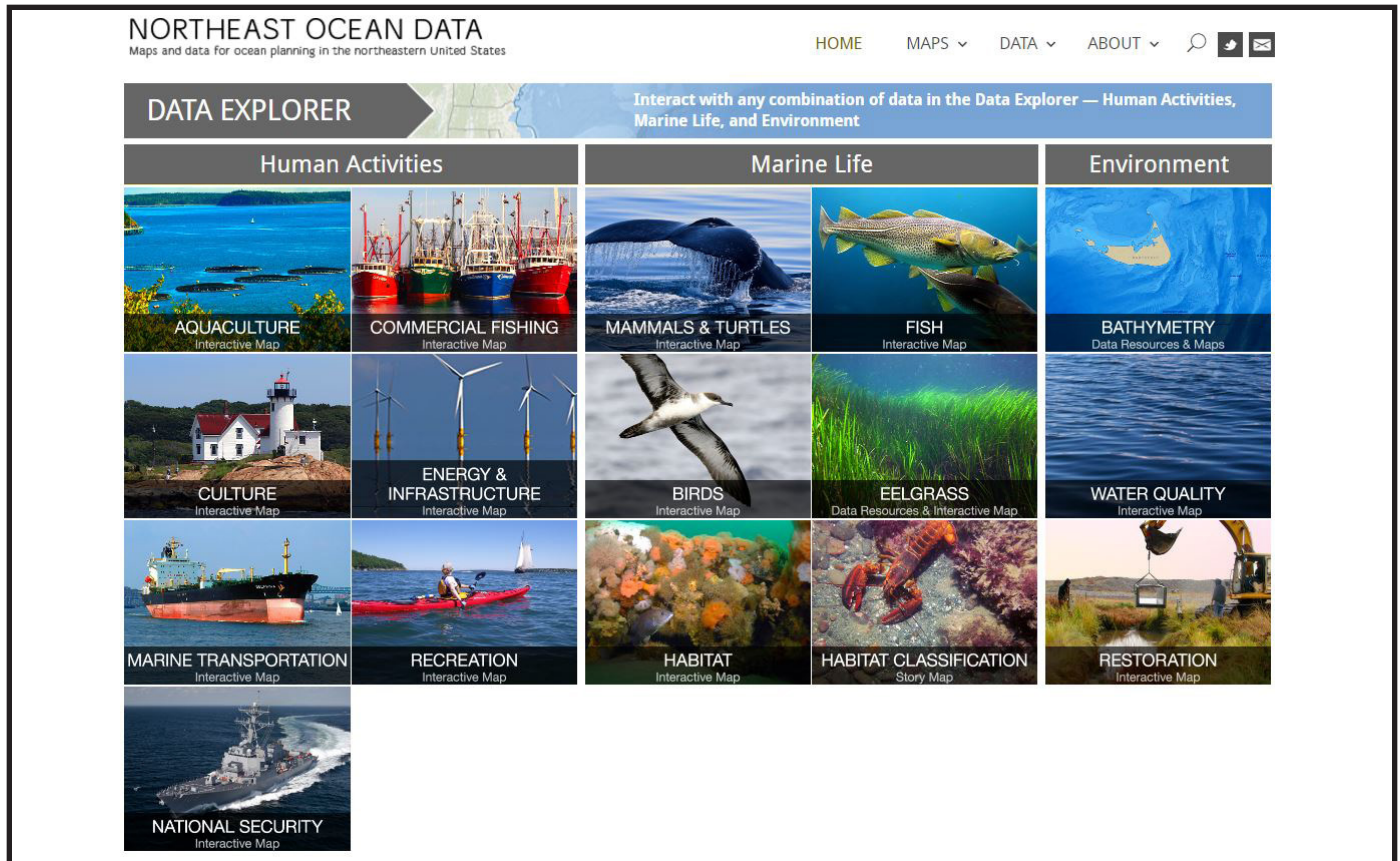 NORTHEAST OCEAN DATA
Maps and data for ocean planning in the northeastern United States
HOME MAPS DATA ABOUT
DATA EXPLORER
Interact with any combination of data in the Data Explorer — Human Activities,
Marine Life, and Environment
Human Activities
Marine Life
Environment
AQUACULTURE
Interactive Map
COMMERCIAL FISHING
Interactive Map
MAMMALS & TURTLES
Interactive Map
FISH
Interactive Map
BATHYMETRY
Data Resources & Maps
CULTURE
Interactive Map
ENERGY &
INFRASTRUCTURE
Interactive Map
BIRDS
Interactive Map
EELGRASS
Data Resources & Interactive Map
WATER QUALITY
Interactive Map
MARINE TRANSPORTATION
Interactive Map
RECREATION
Interactive Map
HABITAT
Interactive Map
HABITAT CLASSIFICATION
Story Map
RESTORATION
Interactive Map
NATIONAL SECURITY
Interactive Map